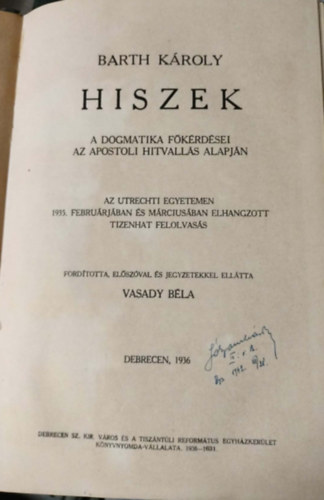 BARTH KÁROLY
HISZEK
A DOGMATIKA FŐKÉRDÉSEI
AZ APOSTOLI HITVALLÁS ALAPJÁN
AZ UTRECHTI EGYETEMEN
1935. FEBRUÁRJÁBAN ÉS MÁRCIUSÁBAN ELHANGZOTT
TIZENHAT FELOLVASÁS
FORDÍTOTTA, ELŐSZÓVAL ÉS JEGYZETEKKEL ELLÁTTA
VASADY BÉLA
DEBRECEN, 1936
DEBRECEN SZ. KIR. VÁROS ÉS A TISZÁNTÚLI REFORMÁTUS EGYHÁZKERÜLET
KÖNYVNYOMDA-VÁLLALATA